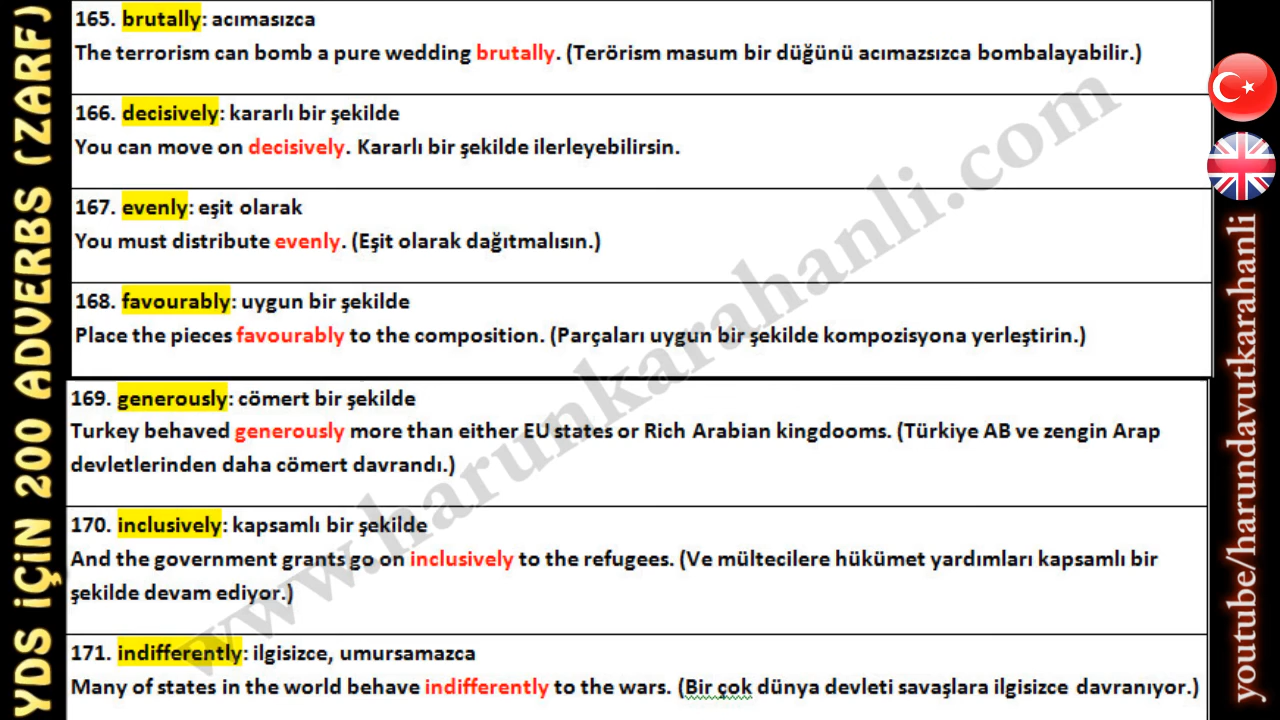 YDS İÇİN 200 ADVERBS (ZARF)
165. brutally: acımasızca
The terrorism can bomb a pure wedding brutally. (Terörism masum bir düğünü acımazsızca bombalayabilir.)
166. decisively: kararlı bir şekilde
You can move on decisively. Kararlı bir şekilde ilerleyebilirsin.
167. evenly: eşit olarak
You must distribute evenly. (Eşit olarak dağıtmalısın.)
168. favourably: uygun bir şekilde
Place the pieces favourably to the composition. (Parçaları uygun bir şekilde kompozisyona yerleştirin.)
169. generously: cömert bir şekilde
Turkey behaved generously more than either EU states or Rich Arabian kingdooms. (Türkiye AB ve zengin Arap
devletlerinden daha cömert davrandı.)
170. inclusively: kapsamlı bir şekilde
And the government grants go on inclusively to the refugees. (Ve mültecilere hükümet yardımları kapsamlı bir
şekilde devam ediyor.)
171. indifferently: ilgisizce, umursamazca
Many of states in the world behave indifferently to the wars. (Bir çok dünya devleti savaşlara ilgisizce davranıyor.)
www.harunkarahanli.com
youtube/harundavutkarahanli